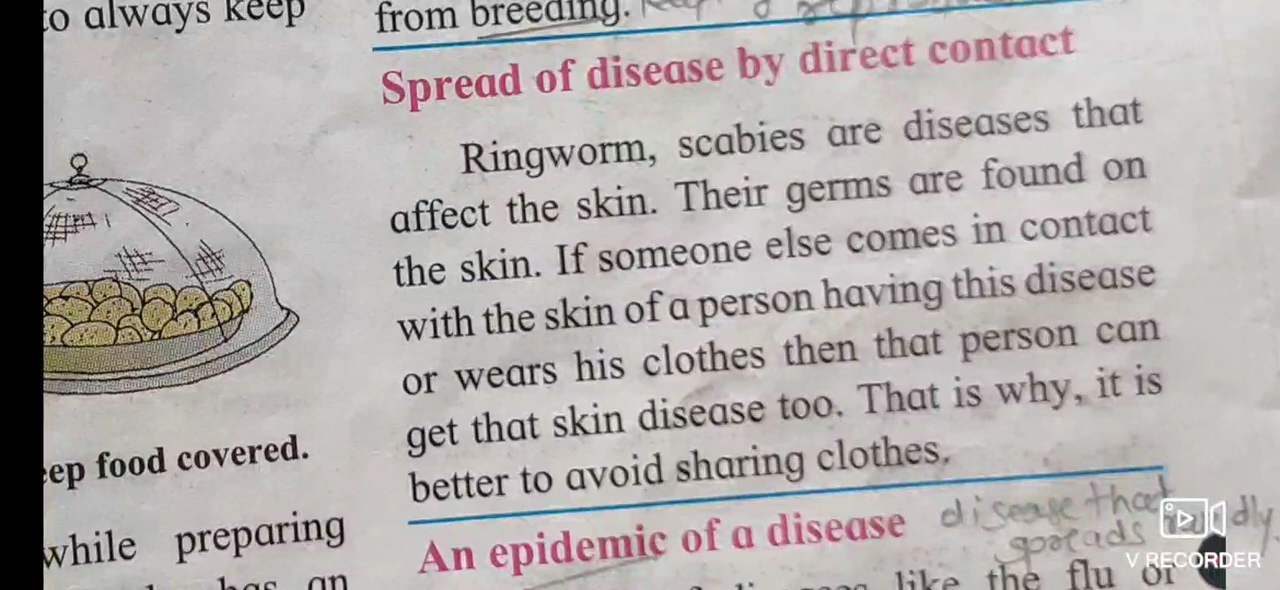 to always keep
ep food covered.
while preparing
has an
from breeding.
Spread of disease by direct contact
Ringworm, scabies are diseases that
affect the skin. Their germs are found on
the skin. If someone else comes in contact
with the skin of a person having this disease
or wears his clothes then that person can
get that skin disease too. That is why, it is
better to avoid sharing clothes.
An epidemic of a disease
disease that
spreads
like the flu or
V RECORDER